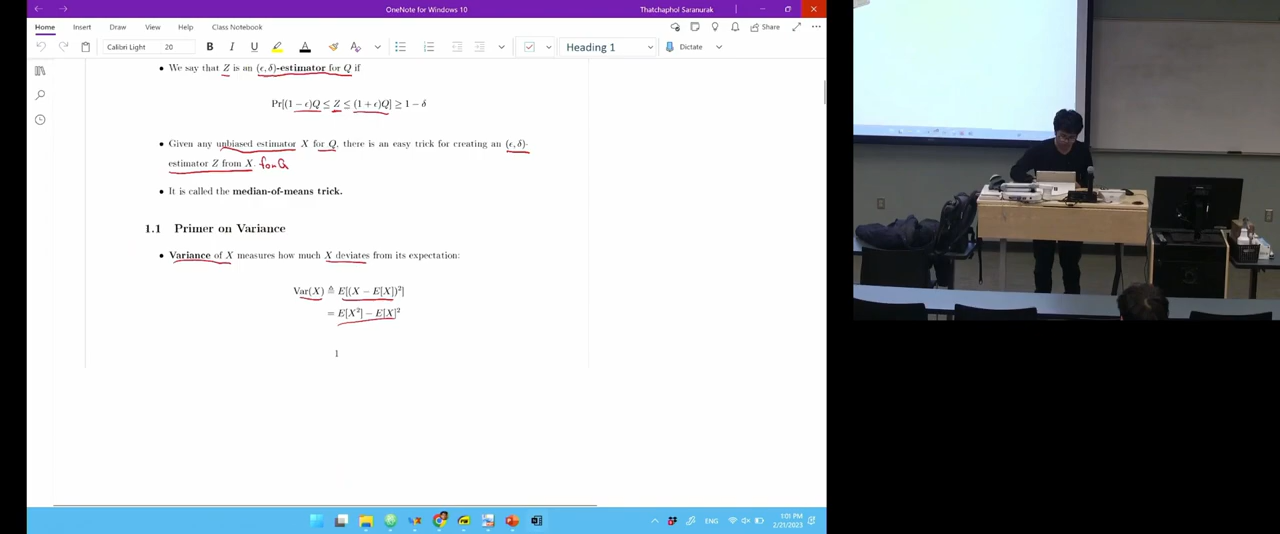 OneNote for Windows 10
Thatchaphol Saranurak
Home Insert Draw View Help Class Notebook
Share
Calibri Light 20 B I U A Heading 1 Dictate
• We say that Z is an (ϵ, δ)-estimator for Q if
Pr[(1 − ϵ)Q ≤ Z ≤ (1 + ϵ)Q] ≥ 1 − δ
• Given any unbiased estimator X for Q, there is an easy trick for creating an (ϵ, δ)-
estimator Z from X. for Q
• It is called the median-of-means trick.
1.1 Primer on Variance
• Variance of X measures how much X deviates from its expectation:
Var(X) ≜ E[(X − E[X])²]
= E[X²] − E[X]²
1
ENG
1:01 PM
2/21/2023